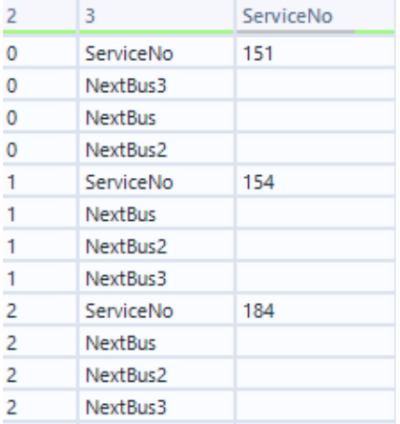 2 3 ServiceNo
0 ServiceNo 151
0 NextBus3
0 NextBus
0 NextBus2
1 ServiceNo 154
1 NextBus
1 NextBus2
1 NextBus3
2 ServiceNo 184
2 NextBus
2 NextBus2
2 NextBus3